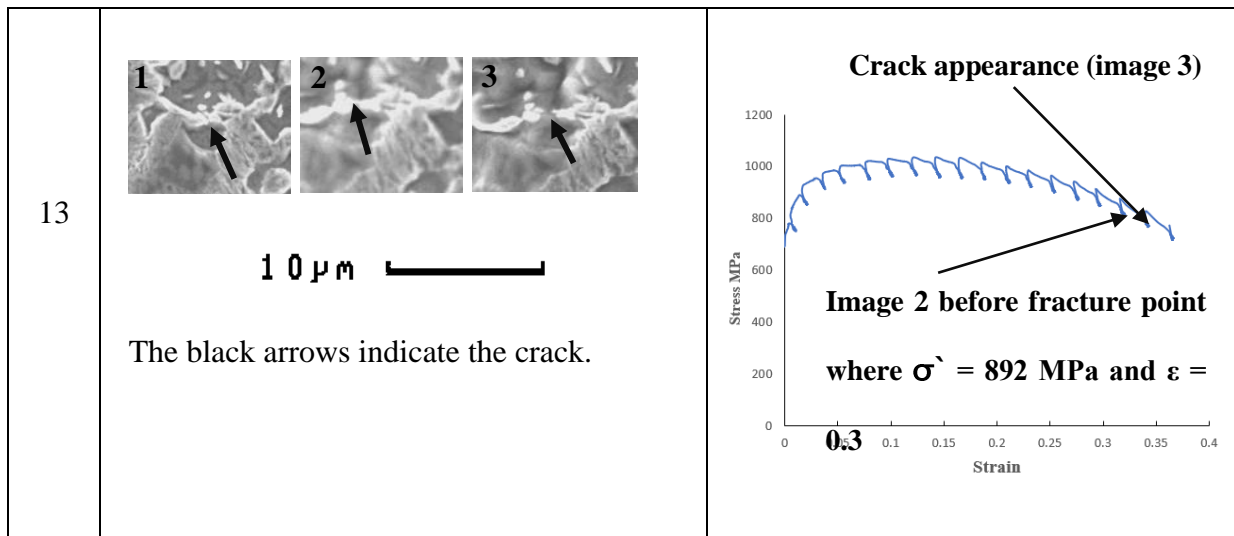 13
1 2 3
10µm
The black arrows indicate the crack.
Crack appearance (image 3)
1200
1000
800
600
400
200
0
Stress MPa
Image 2 before fracture point
where σ` = 892 MPa and ε =
0.3
0 0.05 0.1 0.15 0.2 0.25 0.3 0.35 0.4
Strain